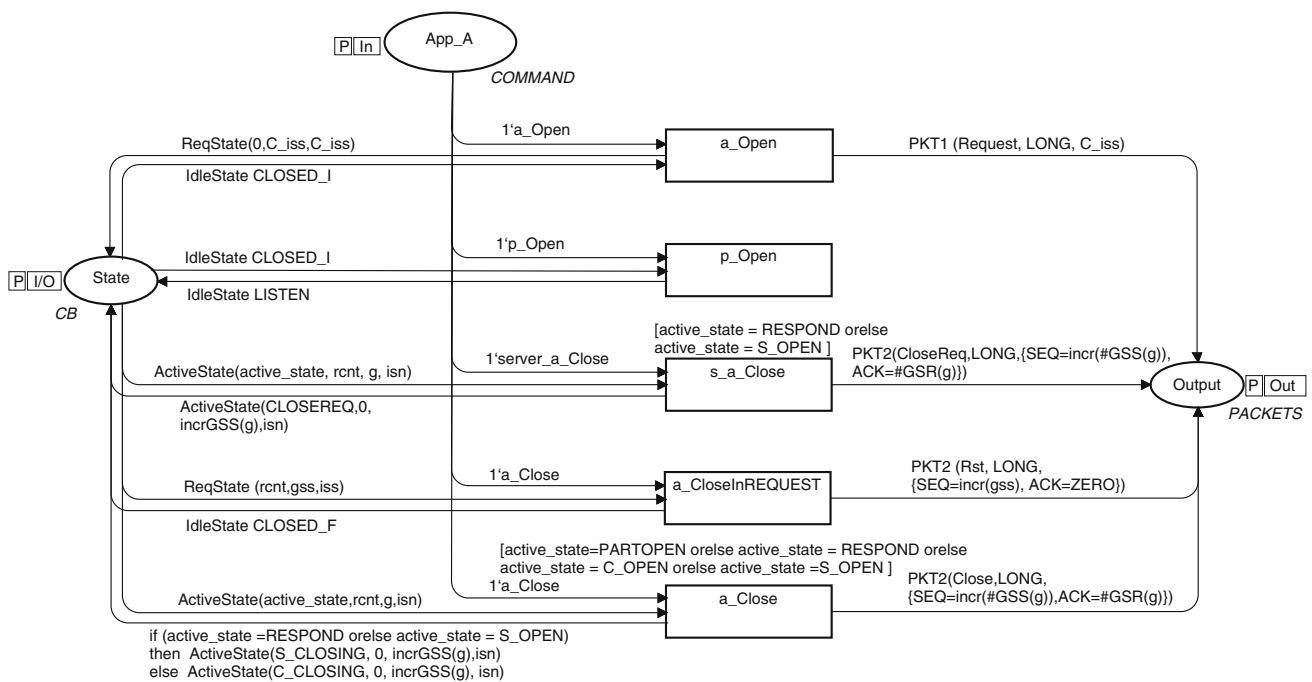 App_A
P In
COMMAND
1‘a_Open
ReqState(0,C_iss,C_iss)
a_Open
PKT1 (Request, LONG, C_iss)
IdleState CLOSED_I
1‘p_Open
IdleState CLOSED_I
p_Open
State
P I/O
IdleState LISTEN
CB
[active_state = RESPOND orelse
active_state = S_OPEN ]
1‘server_a_Close
PKT2(CloseReq,LONG,{SEQ=incr(#GSS(g)),
ACK=#GSR(g)})
ActiveState(active_state, rcnt, g, isn)
s_a_Close
Output
P Out
ActiveState(CLOSEREQ,0,
incrGSS(g),isn)
PACKETS
1‘a_Close
PKT2 (Rst, LONG,
{SEQ=incr(gss), ACK=ZERO})
ReqState (rcnt,gss,iss)
a_CloseInREQUEST
IdleState CLOSED_F
[active_state=PARTOPEN orelse active_state = RESPOND orelse
active_state = C_OPEN orelse active_state =S_OPEN ]
1‘a_Close
PKT2(Close,LONG,
{SEQ=incr(#GSS(g)),ACK=#GSR(g)})
ActiveState(active_state,rcnt,g,isn)
a_Close
if (active_state =RESPOND orelse active_state = S_OPEN)
then ActiveState(S_CLOSING, 0, incrGSS(g),isn)
else ActiveState(C_CLOSING, 0, incrGSS(g), isn)